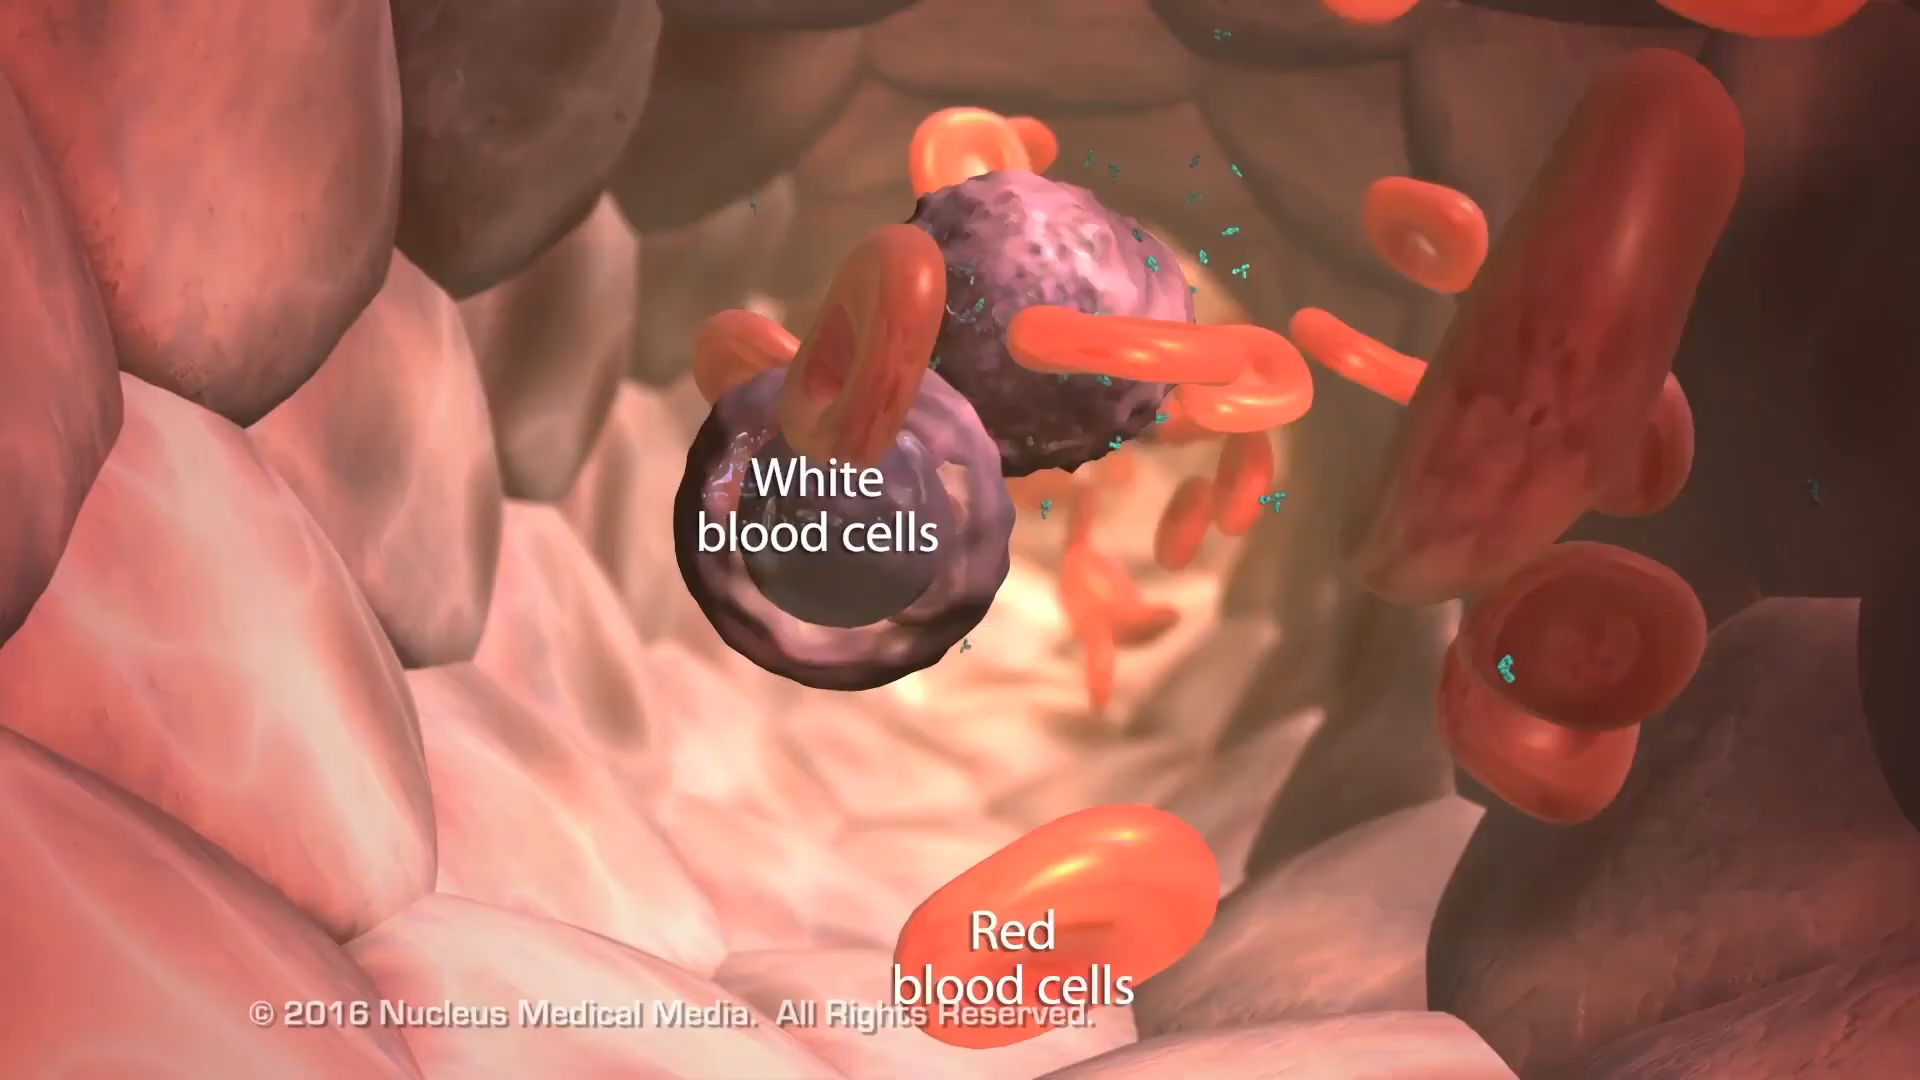 White
blood cells
Red
blood cells
© 2016 Nucleus Medical Media. All Rights Reserved.